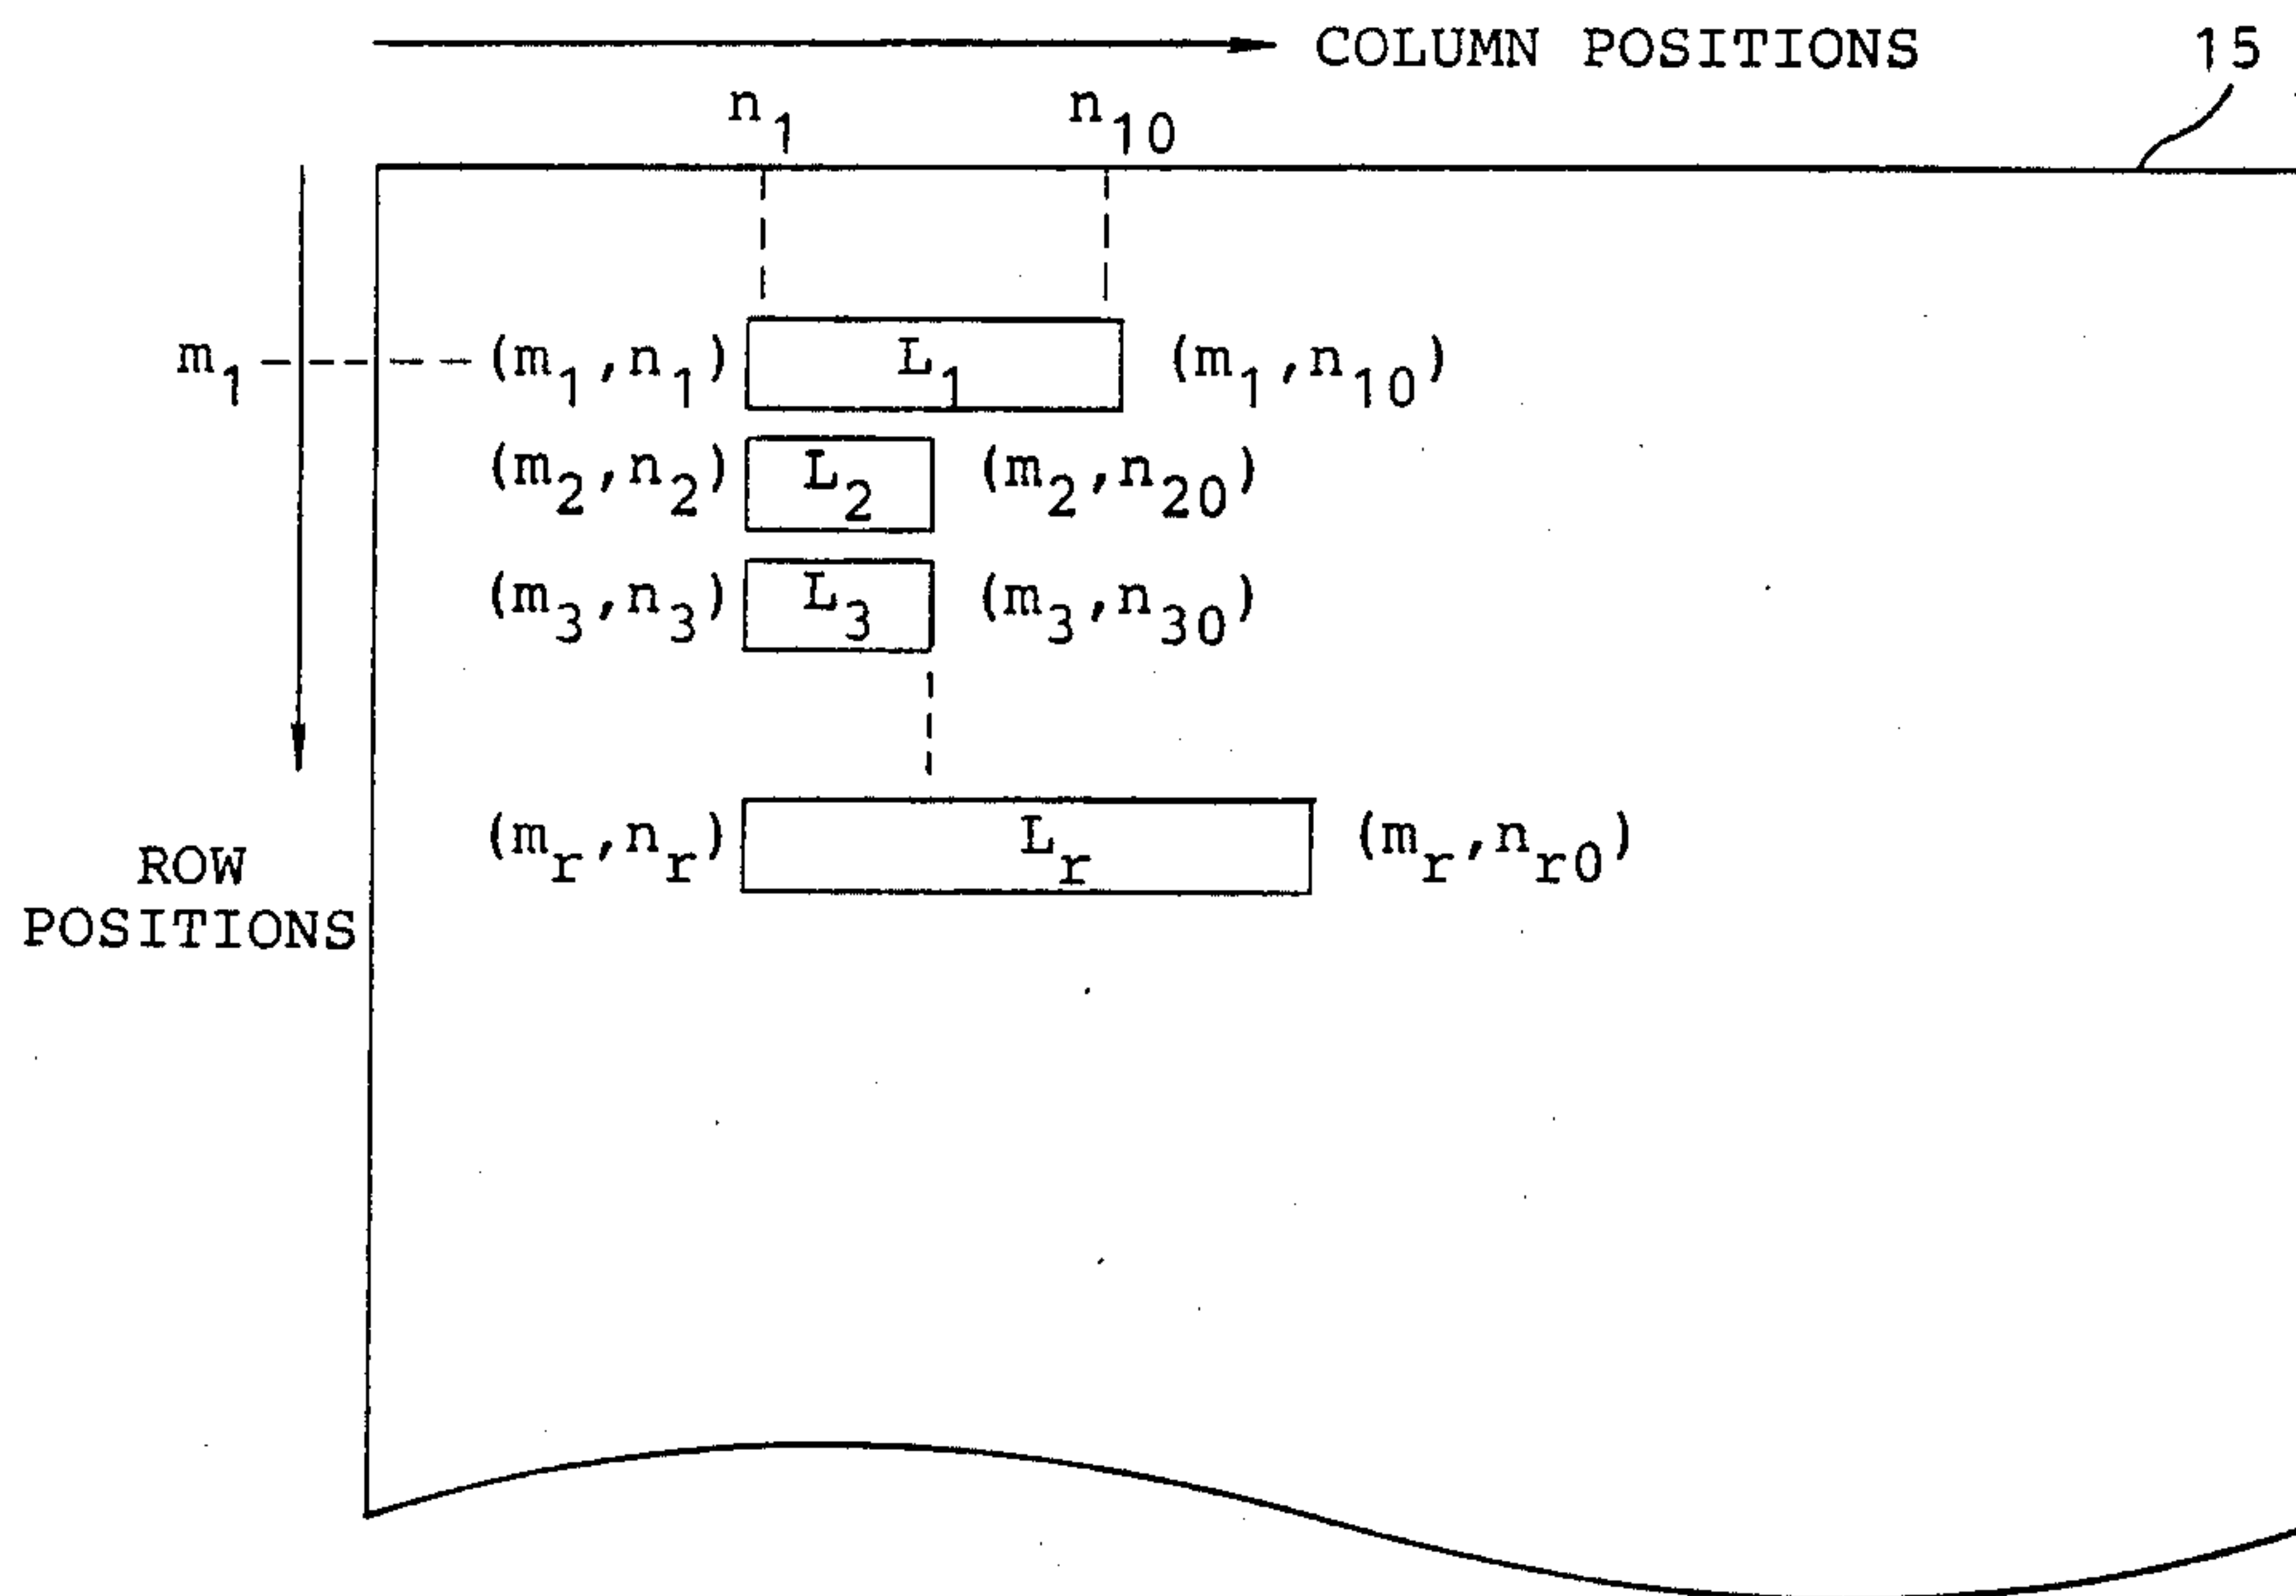 COLUMN POSITIONS 15
n₁ n₁₀
m₁ (m₁,n₁) L₁ (m₁,n₁₀)
(m₂,n₂) L₂ (m₂,n₂₀)
(m₃,n₃) L₃ (m₃,n₃₀)
(mᵣ,nᵣ) Lᵣ (mᵣ,nᵣ₀)
ROW
POSITIONS